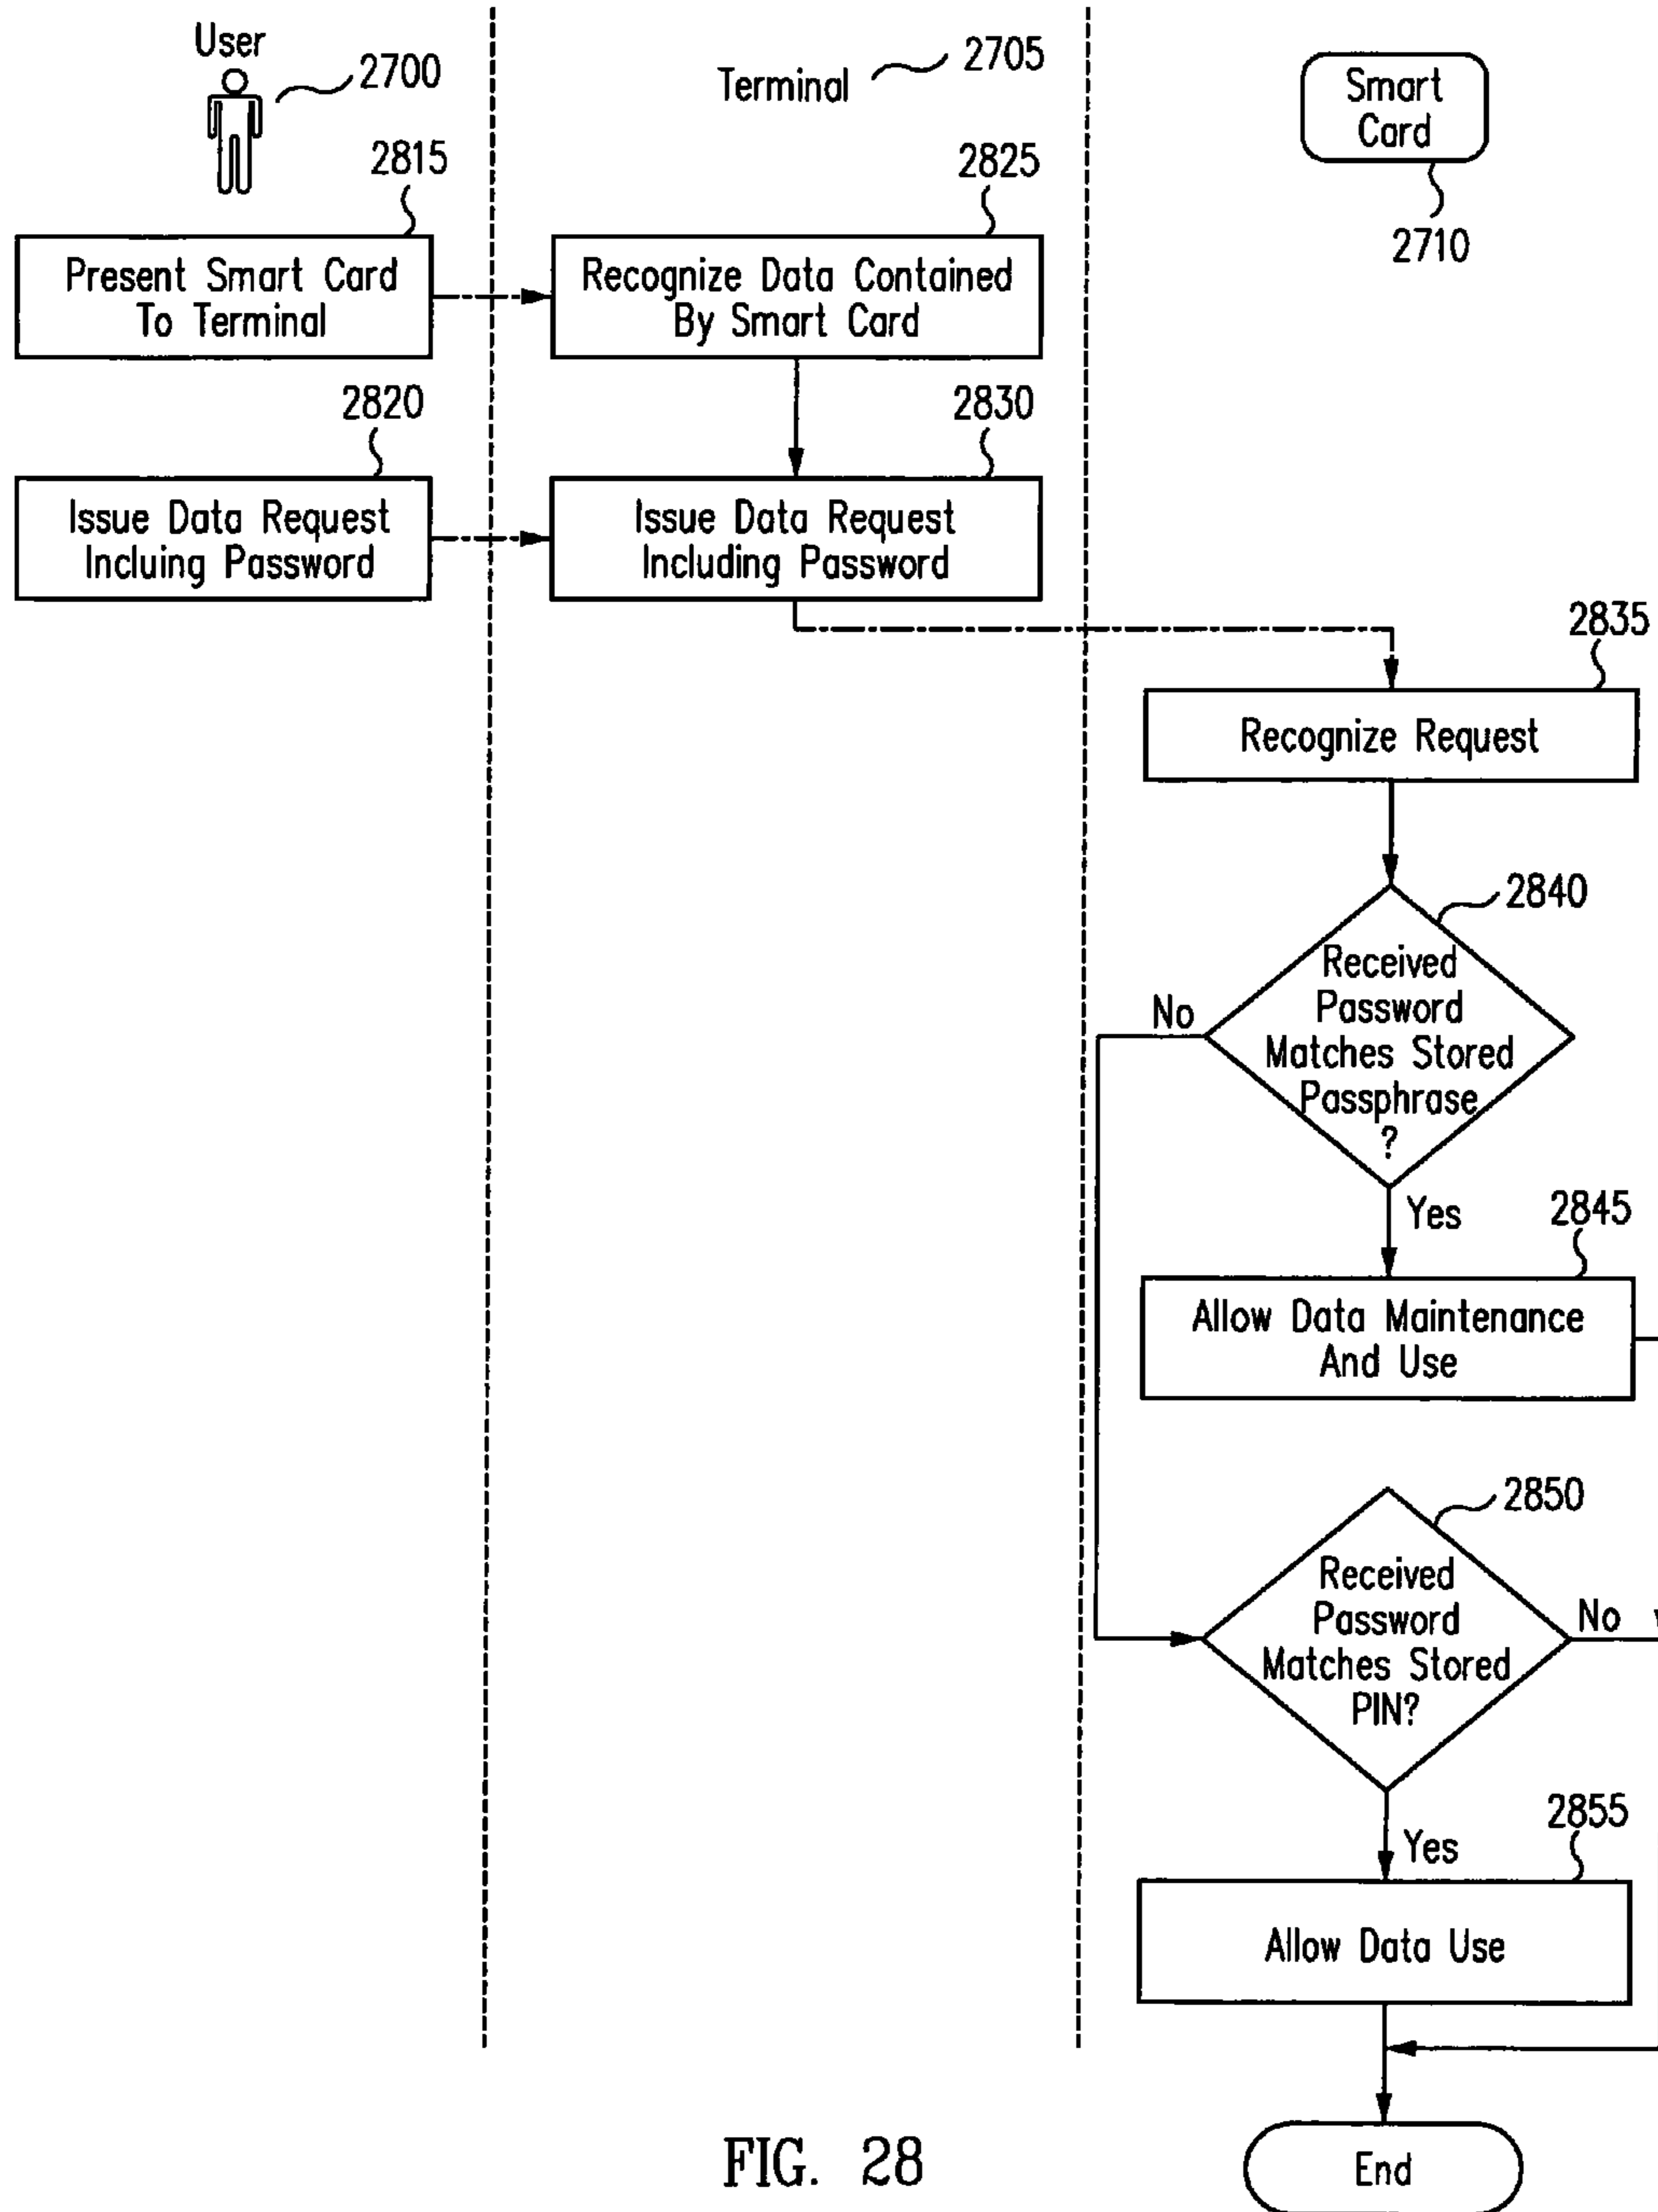 User
2700
Terminal
2705
Smart
Card
2710
2815
Present Smart Card
To Terminal
2825
Recognize Data Contained
By Smart Card
2820
Issue Data Request
Incluing Password
2830
Issue Data Request
Including Password
2835
Recognize Request
2840
Received
Password
Matches Stored
Passphrase
?
No
Yes
2845
Allow Data Maintenance
And Use
2850
Received
Password
Matches Stored
PIN?
No
Yes
2855
Allow Data Use
End
FIG. 28